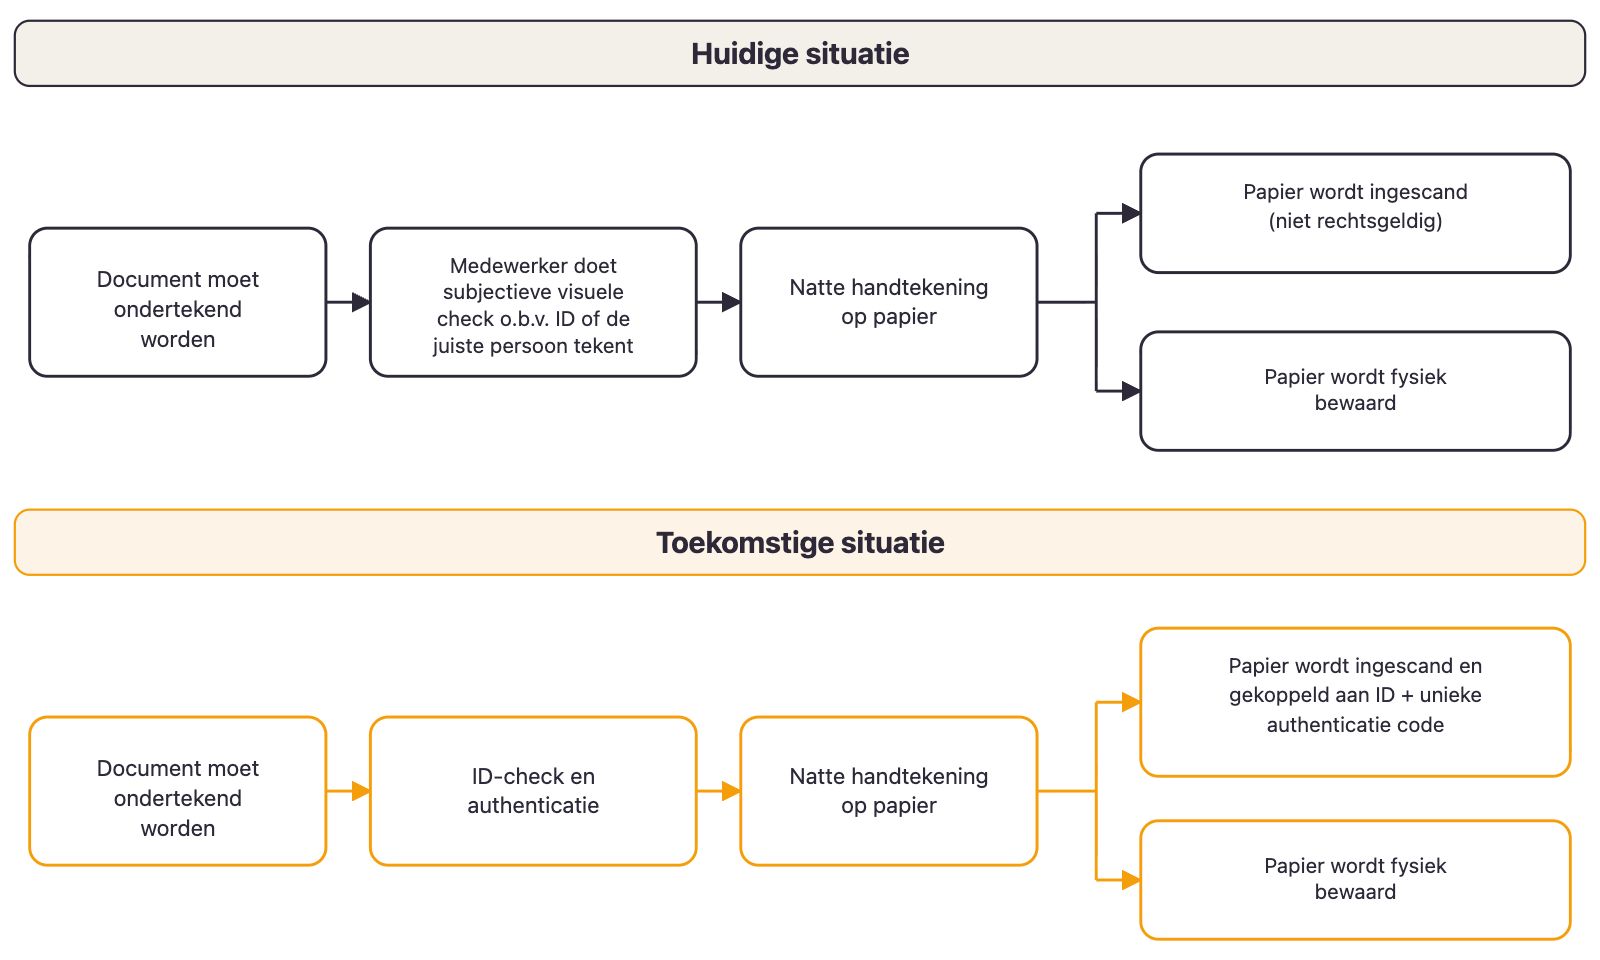 Huidige situatie
Document moet
ondertekend
worden
Medewerker doet
subjectieve visuele
check o.b.v. ID of de
juiste persoon tekent
Natte handtekening
op papier
Papier wordt ingescand
(niet rechtsgeldig)
Papier wordt fysiek
bewaard
Toekomstige situatie
Document moet
ondertekend
worden
ID-check en
authenticatie
Natte handtekening
op papier
Papier wordt ingescand en
gekoppeld aan ID + unieke
authenticatie code
Papier wordt fysiek
bewaard